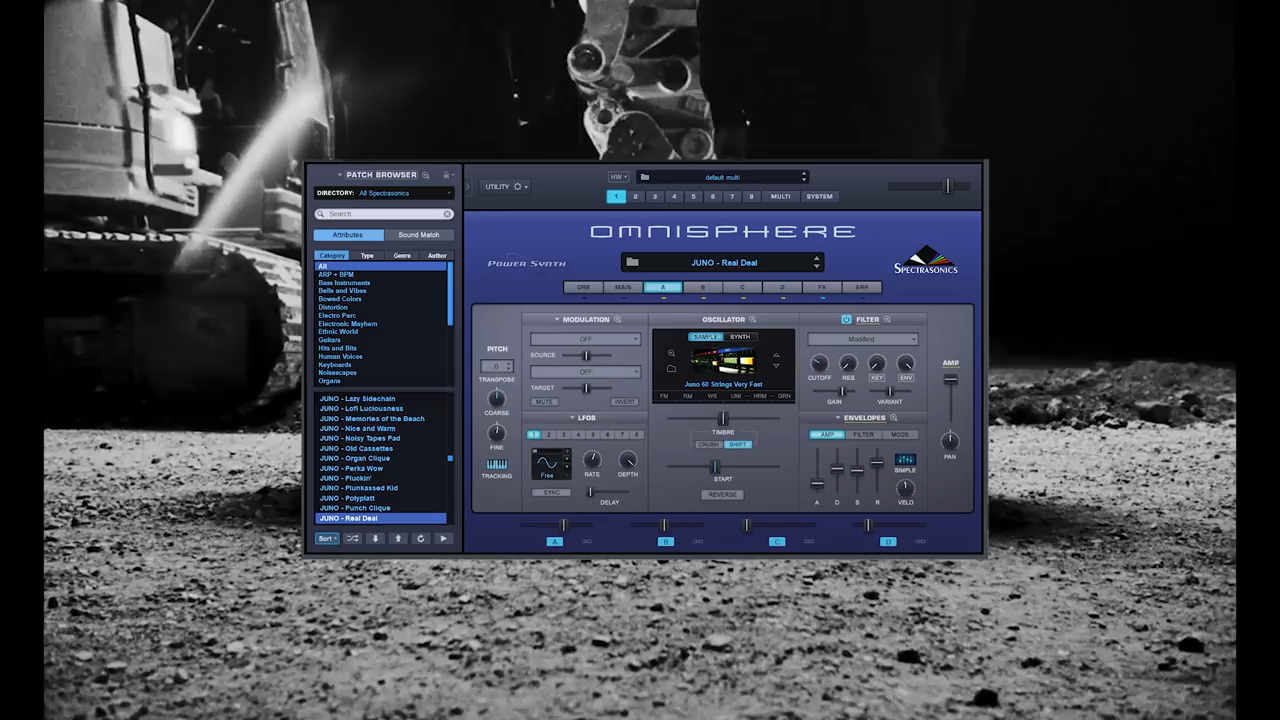 PATCH BROWSER
DIRECTORY: All Spectrasonics
Search
Attributes Sound Match
Category Type Genre Author
All
ARP + BPM
Bass Instruments
Bells and Vibes
Bowed Colors
Distortion
Electro Perc
Electronic Mayhem
Ethnic World
Guitars
Hits and Bits
Human Voices
Keyboards
Noisescapes
Organs
JUNO - Lazy Sidechain
JUNO - Lofi Luciousness
JUNO - Memories of the Beach
JUNO - Nice and Warm
JUNO - Noisy Tapes Pad
JUNO - Old Cassettes
JUNO - Organ Clique
JUNO - Perka Wow
JUNO - Pluckin'
JUNO - Plunkassed Kid
JUNO - Polyplatt
JUNO - Punch Clique
JUNO - Real Deal
Sort
UTILITY
HW
default multi
1 2 3 4 5 6 7 8 MULTI SYSTEM
OMNISPHERE
POWER SYNTH
JUNO - Real Deal
SPECTRASONICS
ORB MAIN A B C D FX ARP
PITCH
0
TRANSPOSE
COARSE
FINE
TRACKING
MODULATION
OFF
SOURCE
OFF
TARGET
MUTE INVERT
LFOS
1 2 3 4 5 6 7 8
Free
RATE DEPTH
SYNC
DELAY
OSCILLATOR
SAMPLE SYNTH
Juno 60 Strings Very Fast
FM RM WS UNI HRM GRN
TIMBRE
CRUSH SHIFT
START
REVERSE
FILTER
Modified
CUTOFF RES KEY ENV
GAIN VARIANT
ENVELOPES
AMP FILTER MODS
SIMPLE
A D S R VELO
AMP
PAN
A B C D